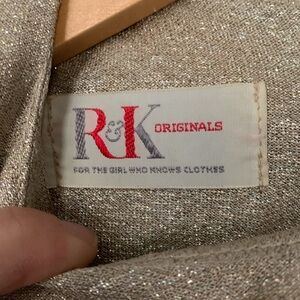 R&K ORIGINALS
FOR THE GIRL WHO KNOWS CLOTHES